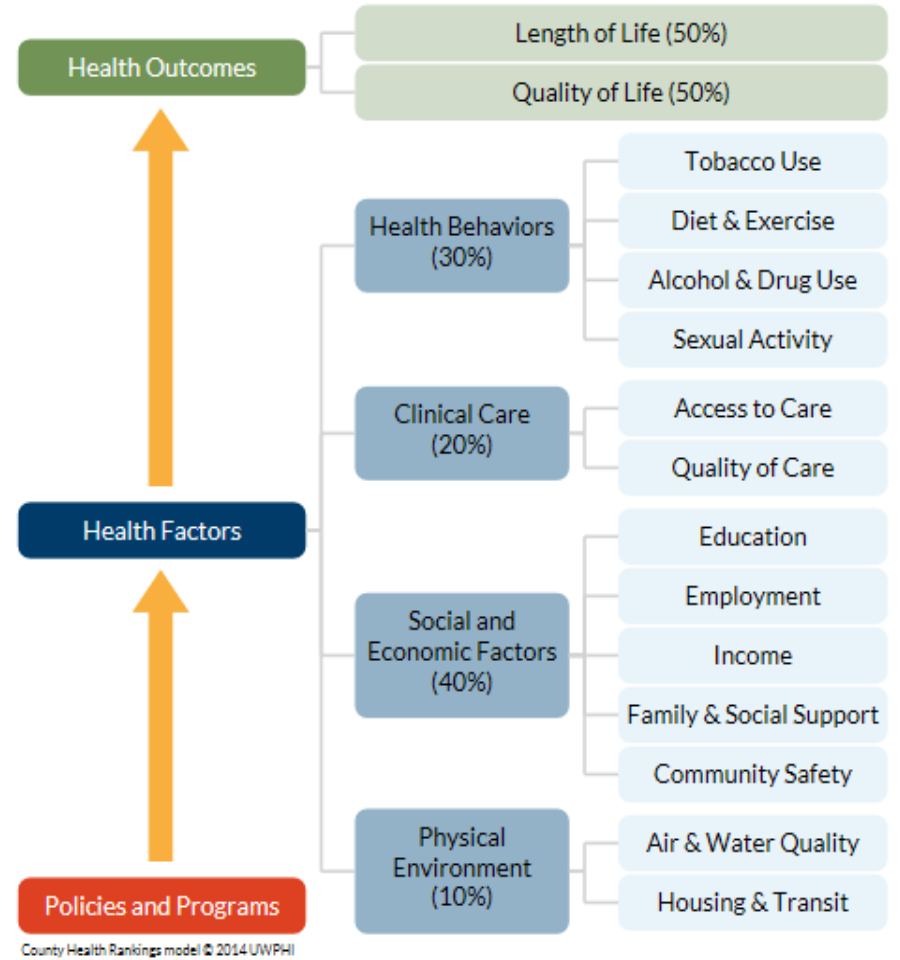 Health Outcomes
Length of Life (50%)
Quality of Life (50%)
Health Factors
Health Behaviors
(30%)
Tobacco Use
Diet & Exercise
Alcohol & Drug Use
Sexual Activity
Clinical Care
(20%)
Access to Care
Quality of Care
Social and
Economic Factors
(40%)
Education
Employment
Income
Family & Social Support
Community Safety
Physical
Environment
(10%)
Air & Water Quality
Housing & Transit
Policies and Programs
County Health Rankings model © 2014 UWPHI